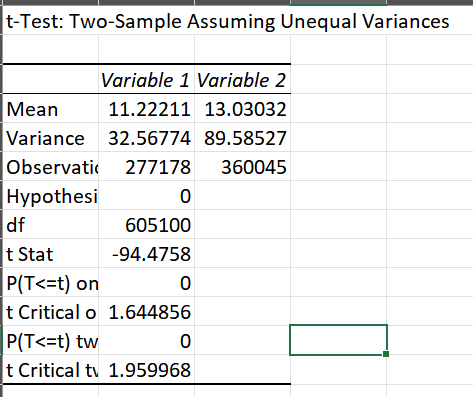 t-Test: Two-Sample Assuming Unequal Variances
Variable 1 Variable 2
Mean 11.22211 13.03032
Variance 32.56774 89.58527
Observatio 277178 360045
Hypothesi 0
df 605100
t Stat -94.4758
P(T<=t) on 0
t Critical o 1.644856
P(T<=t) tw 0
t Critical tw 1.959968